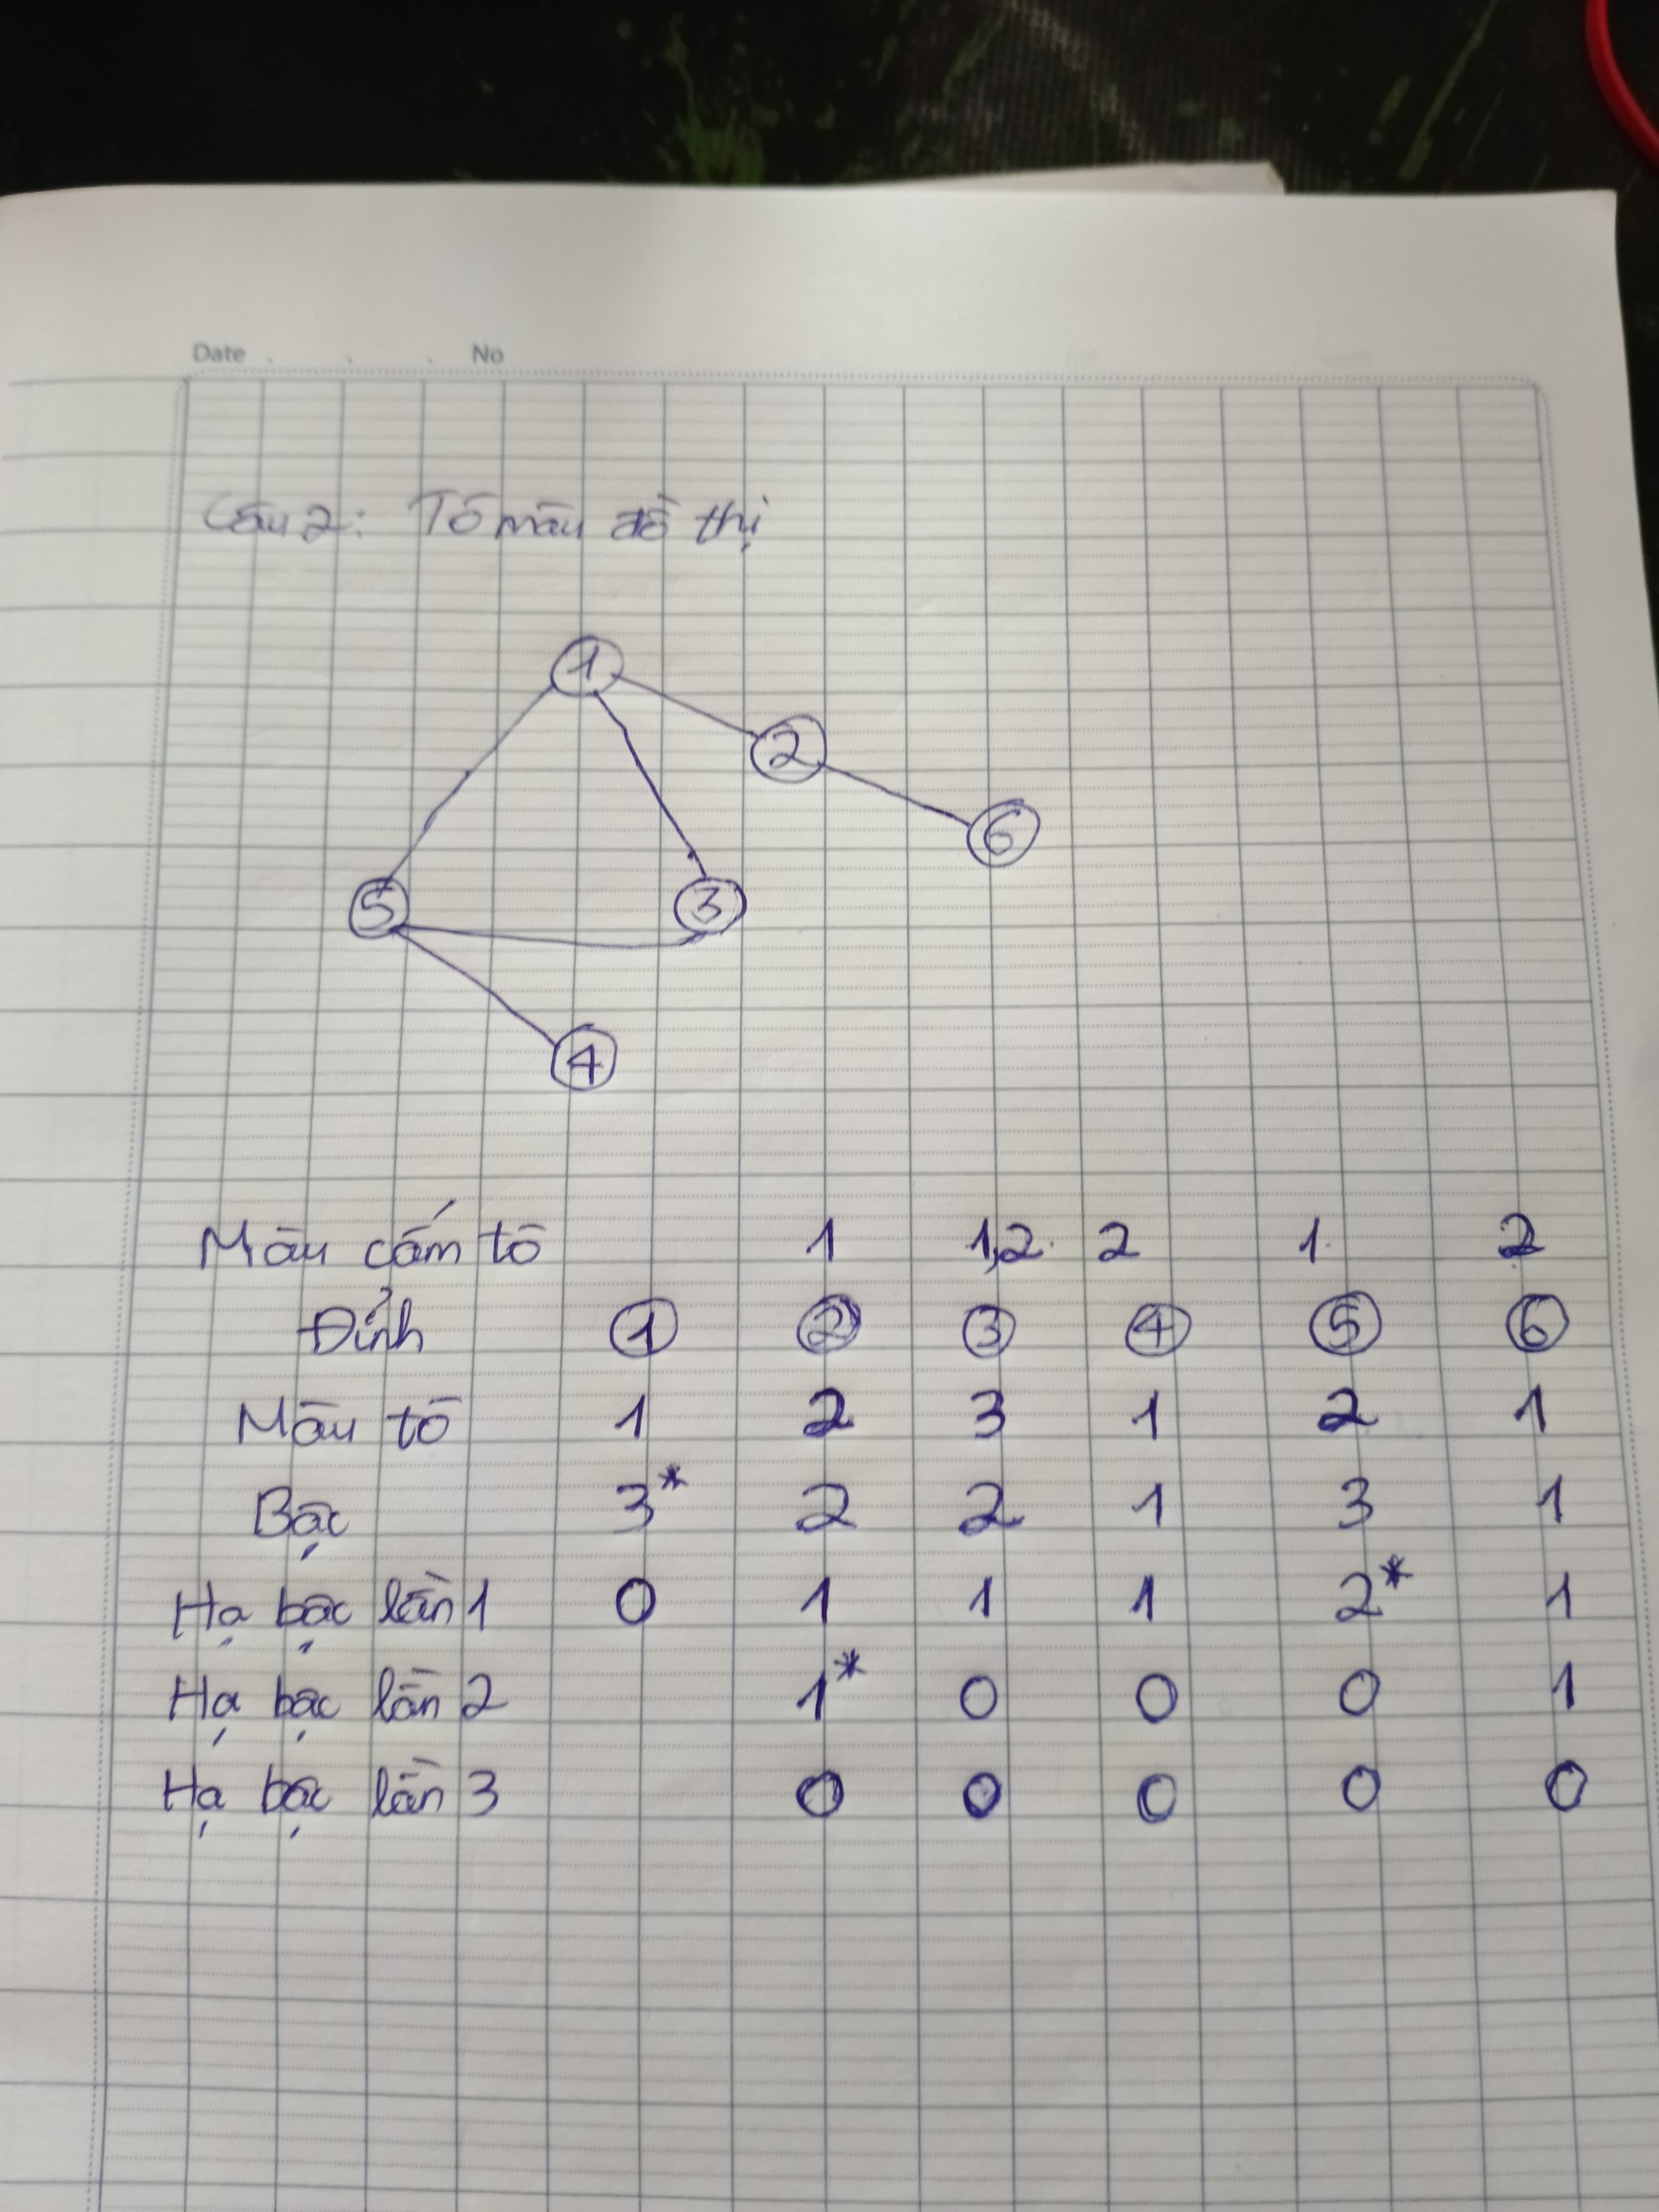 Date . . . No
Câu 2: Tô màu đồ thị
1
2
6
5
3
4
Màu cấm tô 1 1,2 2 1 2
Đỉnh 1 2 3 4 5 6
Màu tô 1 2 3 1 2 1
Bậc 3* 2 2 1 3 1
Hạ bậc lần 1 0 1 1 1 2* 1
Hạ bậc lần 2 1* 0 0 0 1
Hạ bậc lần 3 0 0 0 0 0